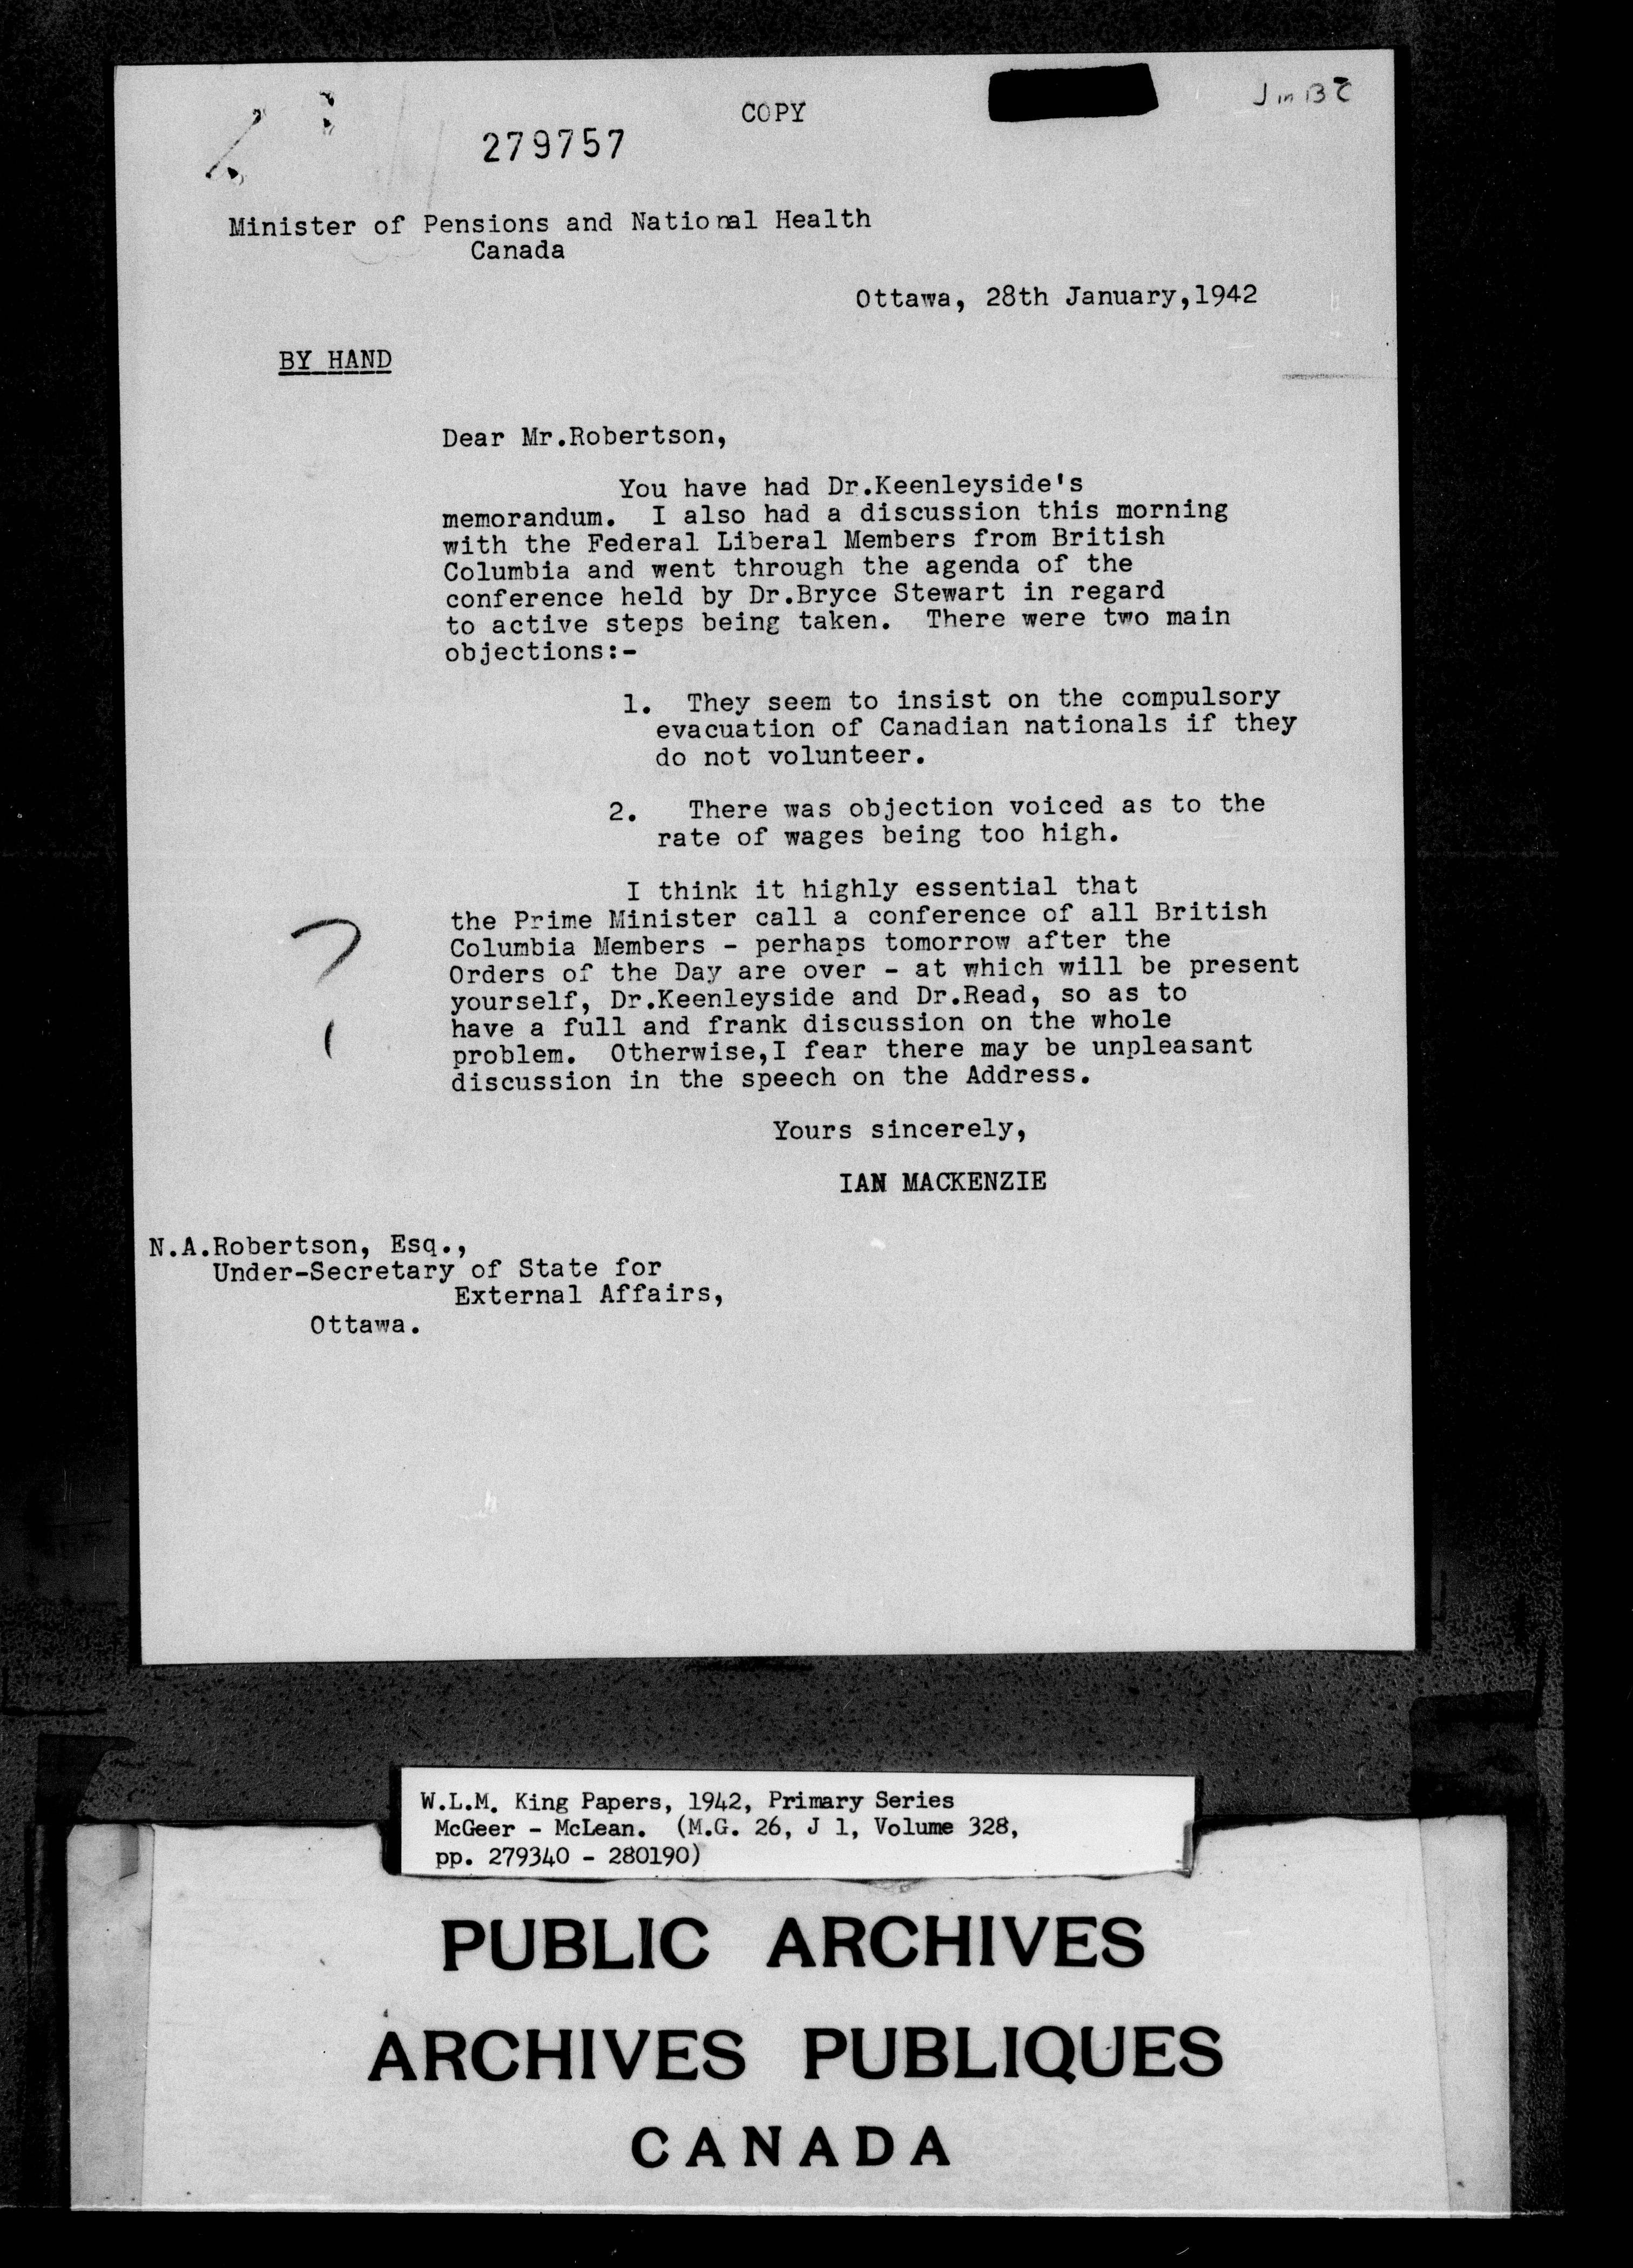 COPY
J in BC
279757
Minister of Pensions and National Health
Canada
Ottawa, 28th January,1942
BY HAND
Dear Mr.Robertson,
You have had Dr.Keenleyside's
memorandum. I also had a discussion this morning
with the Federal Liberal Members from British
Columbia and went through the agenda of the
conference held by Dr.Bryce Stewart in regard
to active steps being taken. There were two main
objections:-
1. They seem to insist on the compulsory
evacuation of Canadian nationals if they
do not volunteer.
2. There was objection voiced as to the
rate of wages being too high.
I think it highly essential that
the Prime Minister call a conference of all British
Columbia Members - perhaps tomorrow after the
Orders of the Day are over - at which will be present
yourself, Dr.Keenleyside and Dr.Read, so as to
have a full and frank discussion on the whole
problem. Otherwise,I fear there may be unpleasant
discussion in the speech on the Address.
?
Yours sincerely,
IAN MACKENZIE
N.A.Robertson, Esq.,
Under-Secretary of State for
External Affairs,
Ottawa.
W.L.M. King Papers, 1942, Primary Series
McGeer - McLean. (M.G. 26, J 1, Volume 328,
pp. 279340 - 280190)
PUBLIC ARCHIVES
ARCHIVES PUBLIQUES
CANADA